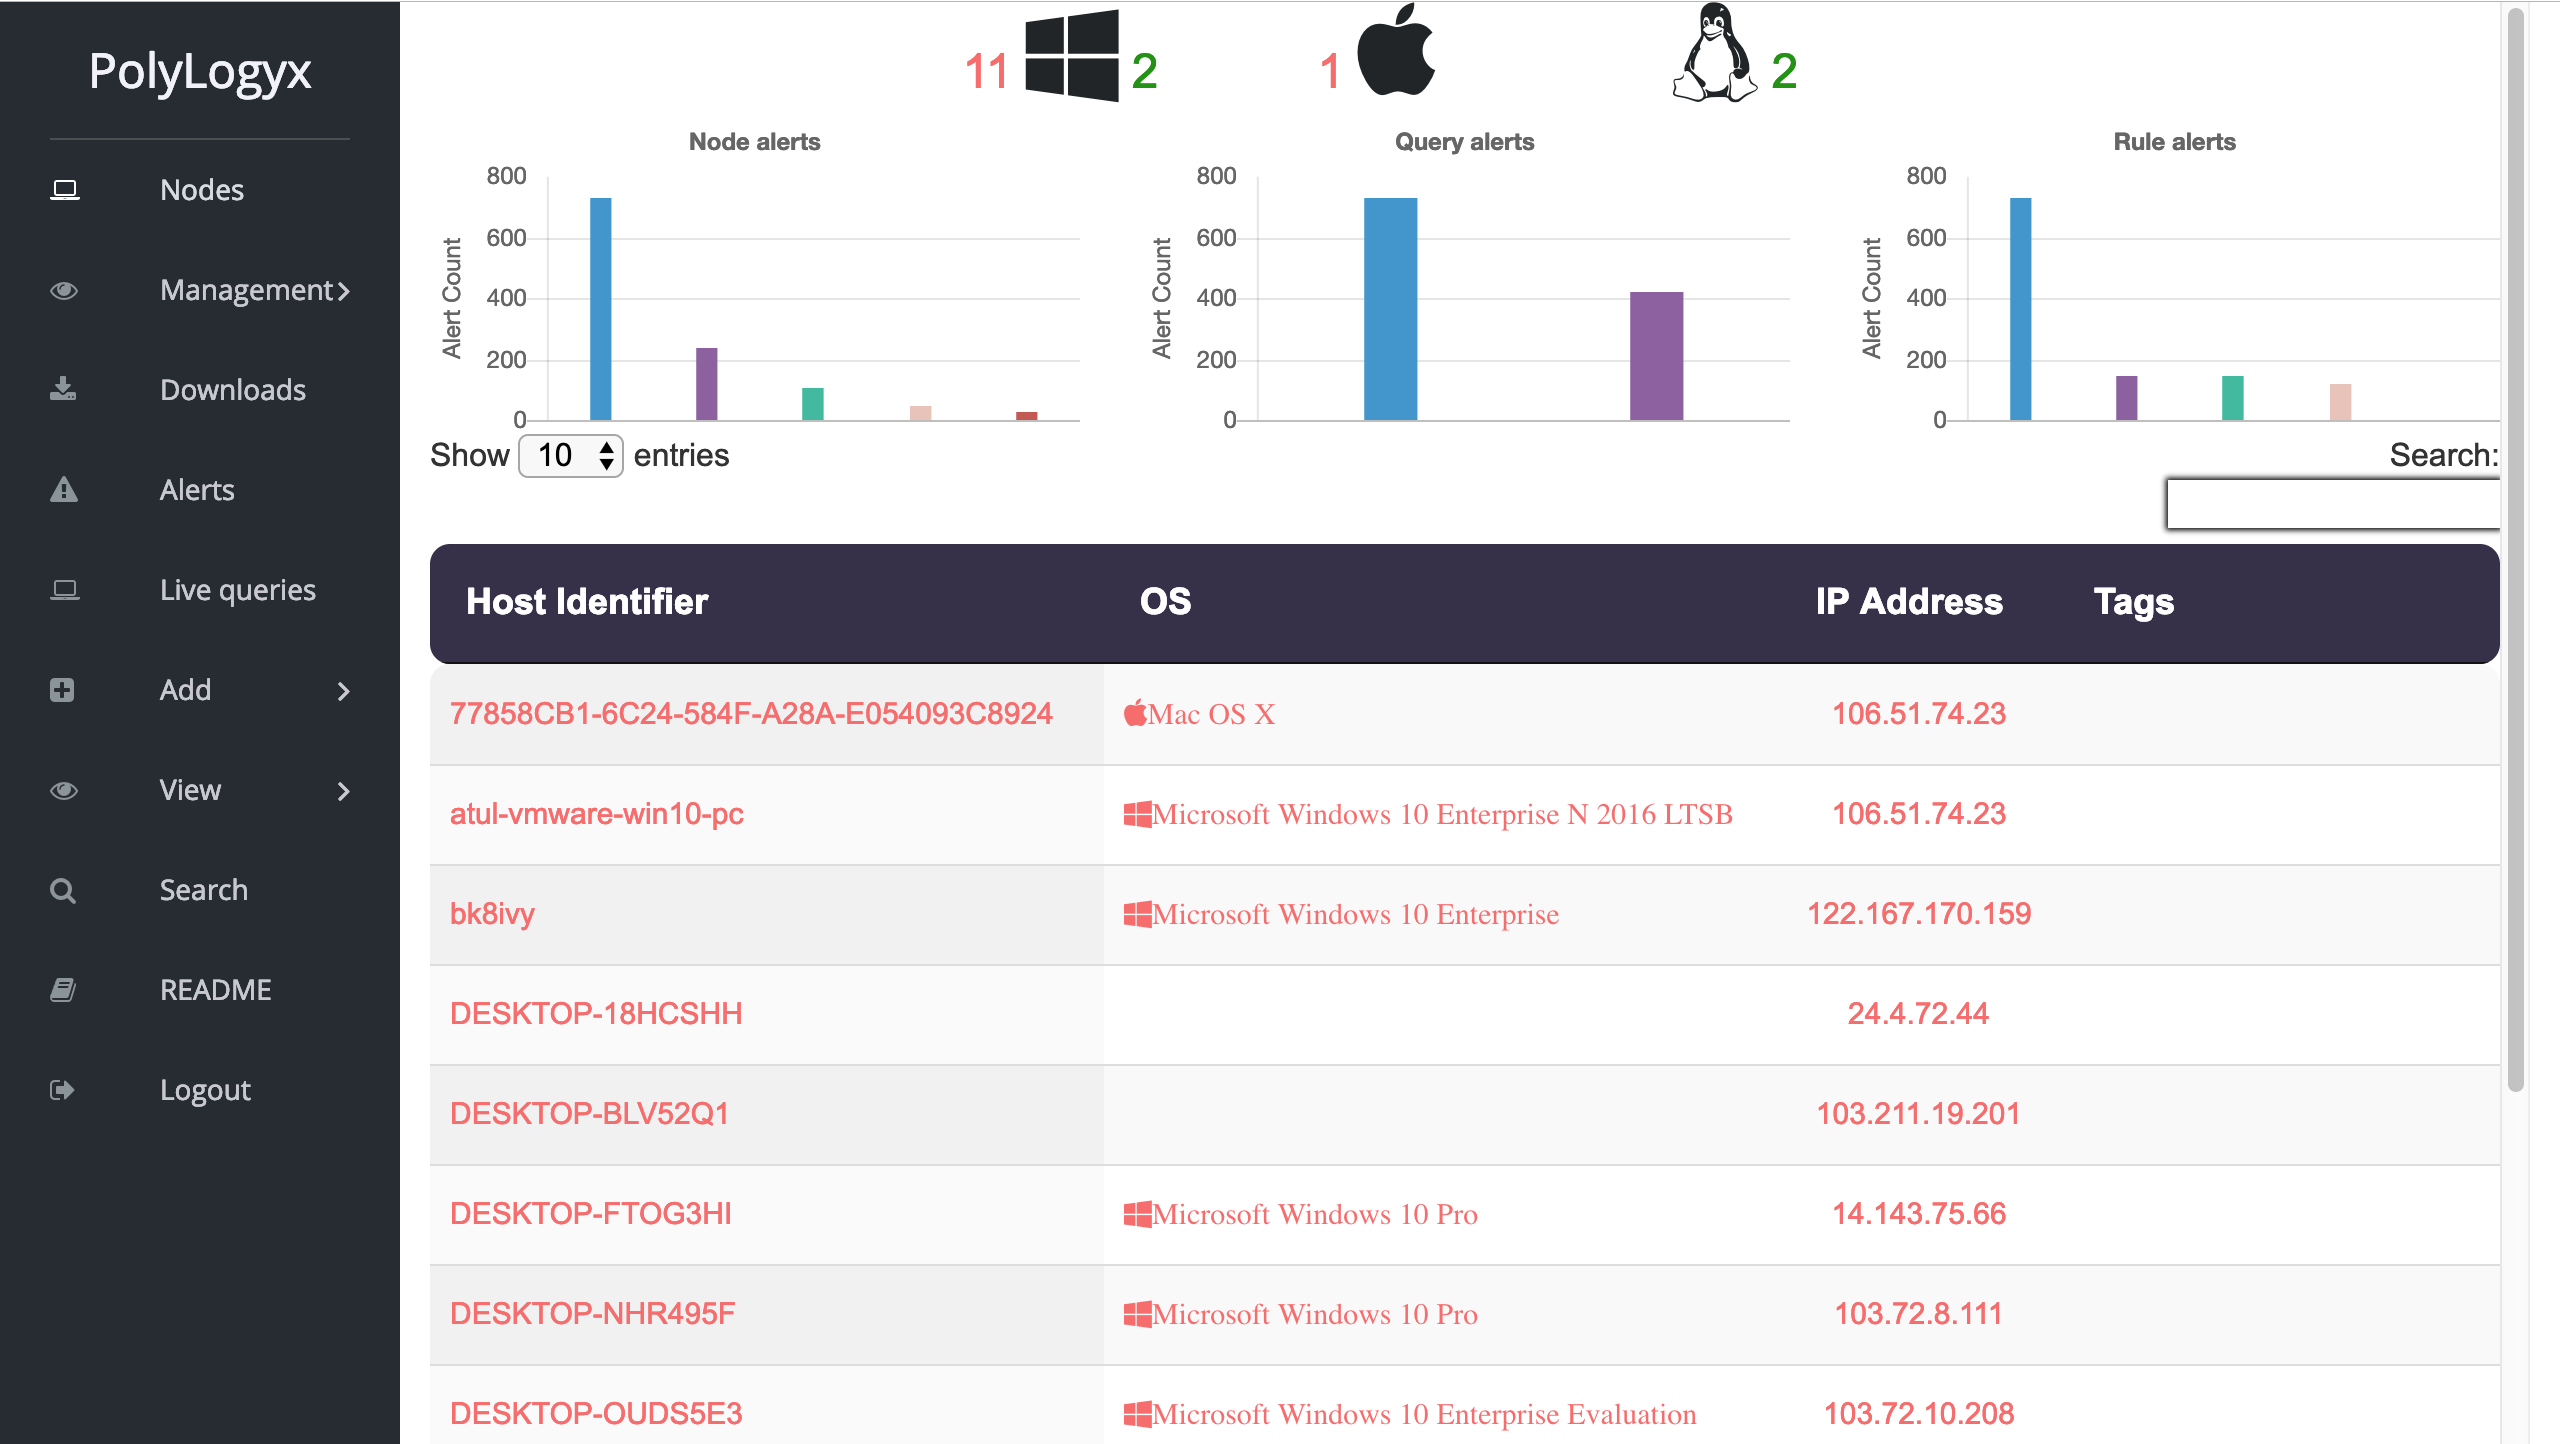 PolyLogyx
Nodes
Management
Downloads
Alerts
Live queries
Add
View
Search
README
Logout
11 2 1 2
Node alerts
Alert Count
800
600
400
200
0
Query alerts
Alert Count
800
600
400
200
0
Rule alerts
Alert Count
800
600
400
200
0
Show 10 entries
Search:
Host Identifier OS IP Address Tags
77858CB1-6C24-584F-A28A-E054093C8924 Mac OS X 106.51.74.23
atul-vmware-win10-pc Microsoft Windows 10 Enterprise N 2016 LTSB 106.51.74.23
bk8ivy Microsoft Windows 10 Enterprise 122.167.170.159
DESKTOP-18HCSHH 24.4.72.44
DESKTOP-BLV52Q1 103.211.19.201
DESKTOP-FTOG3HI Microsoft Windows 10 Pro 14.143.75.66
DESKTOP-NHR495F Microsoft Windows 10 Pro 103.72.8.111
DESKTOP-OUDS5E3 Microsoft Windows 10 Enterprise Evaluation 103.72.10.208